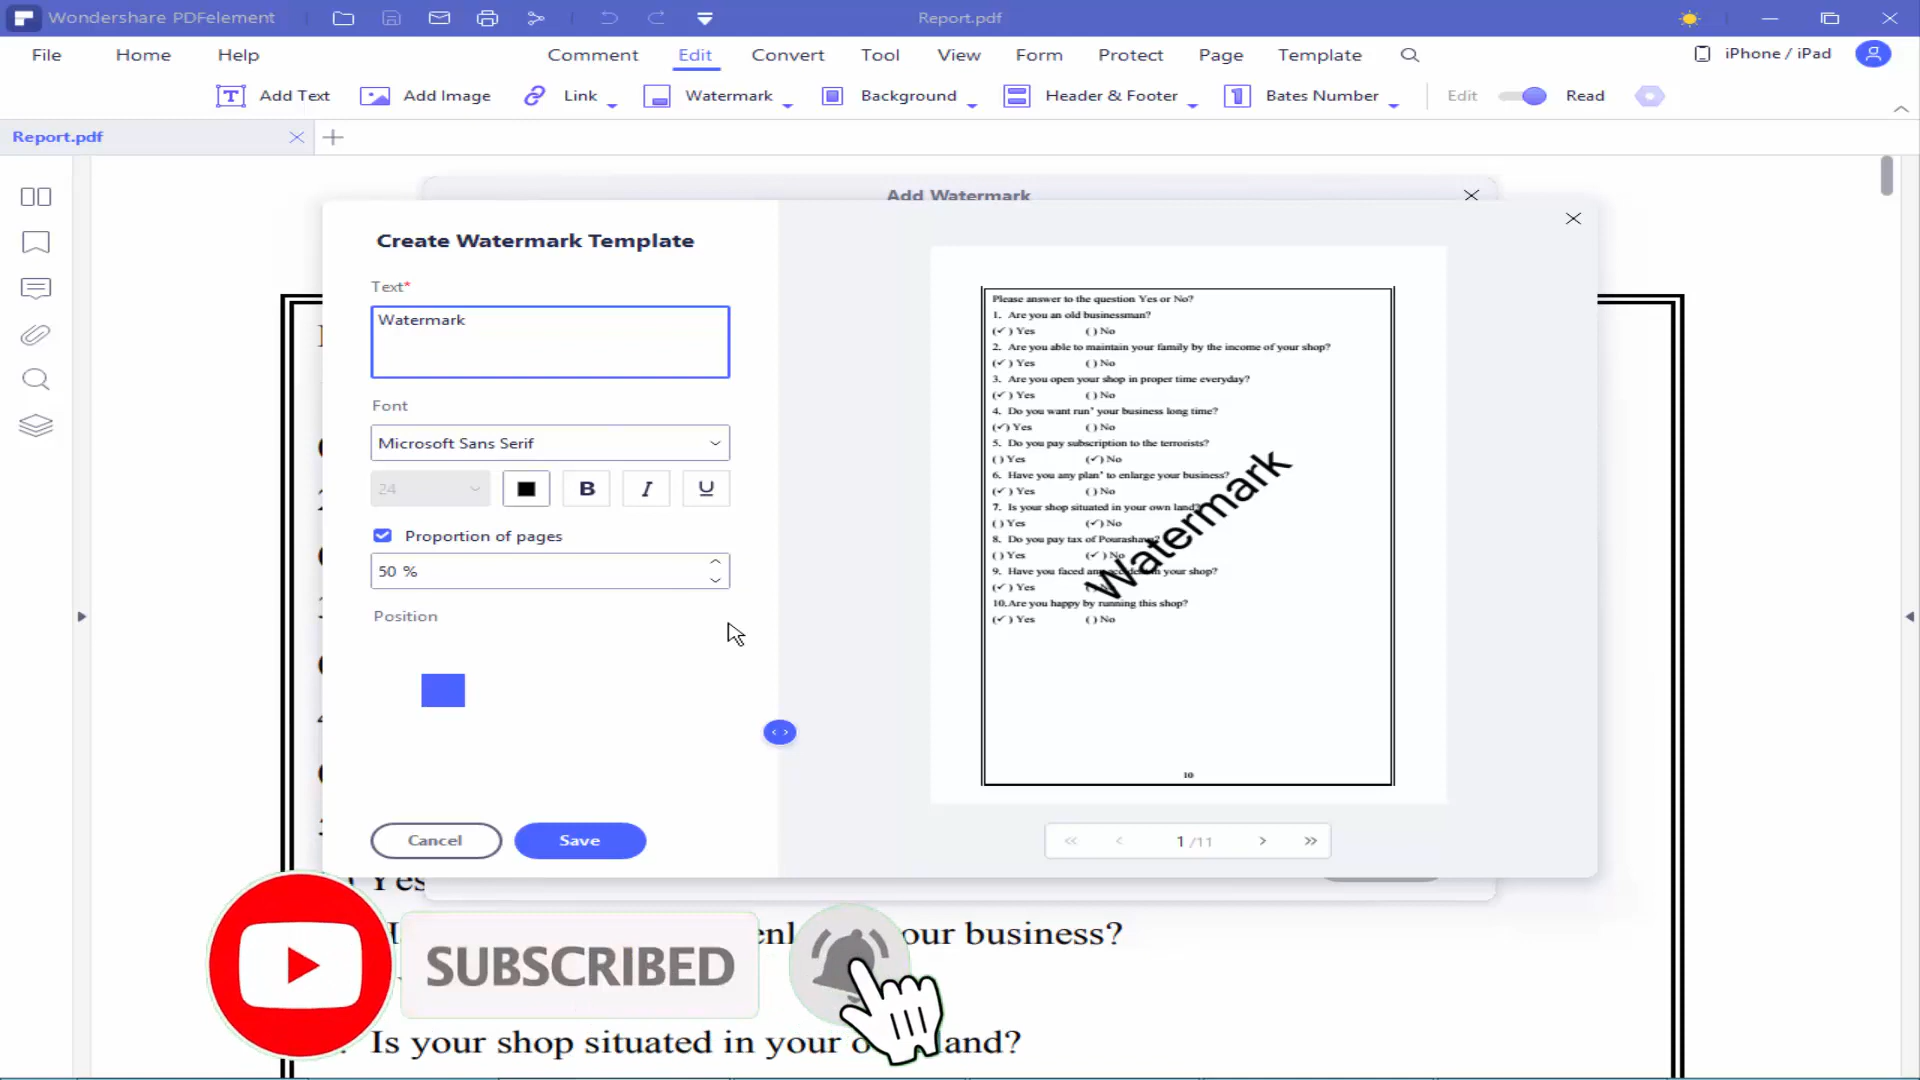 Wondershare PDFelement
Report.pdf
File Home Help Comment Edit Convert Tool View Form Protect Page Template iPhone / iPad
Add Text Add Image Link Watermark Background Header & Footer Bates Number Edit Read
Report.pdf
Add Watermark
Create Watermark Template
Text*
Watermark
Font
Microsoft Sans Serif
24 B I U
Proportion of pages
50 %
Position
Cancel Save
Please answer to the question Yes or No?
1. Are you an old businessman?
(✓) Yes ( ) No
2. Are you able to maintain your family by the income of your shop?
(✓) Yes ( ) No
3. Are you open your shop in proper time everyday?
(✓) Yes ( ) No
4. Do you want run' your business long time?
(✓) Yes ( ) No
5. Do you pay subscription to the terrorists?
( ) Yes (✓) No
6. Have you any plan' to enlarge your business?
(✓) Yes ( ) No
7. Is your shop situated in your own land?
( ) Yes (✓) No
8. Do you pay tax of Pourashava?
( ) Yes (✓) No
9. Have you faced any accident in your shop?
(✓) Yes
10. Are you happy by running this shop?
(✓) Yes ( ) No
Watermark
10
1 /11
Yes
our business?
SUBSCRIBED
Is your shop situated in your land?